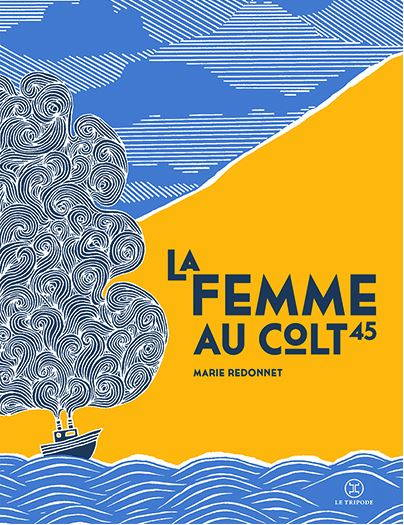 LA
FEMME
AU COLT 45
MARIE REDONNET
LE TRIPODE